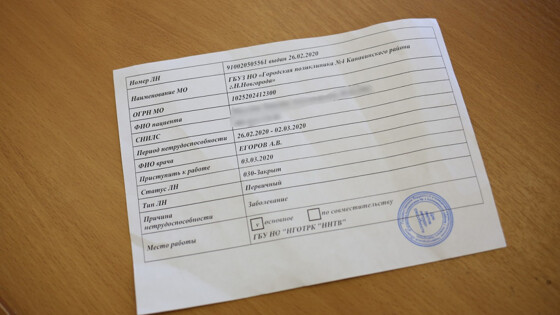 Номер ЛН 910020505561 выдан 26.02.2020
Наименование МО ГБУЗ НО «Городская поликлиника №4 Канавинского района
г.Н.Новгорода»
ОГРН МО 1025202412300
ФИО пациента
СНИЛС
Период нетрудоспособности 26.02.2020 - 02.03.2020
ФИО врача ЕГОРОВ А.В.
Приступить к работе 03.03.2020
Статус ЛН 030-Закрыт
Тип ЛН Первичный
Причина
нетрудоспособности Заболевание
основное по совместительству
Место работы ГБУ НО "НГОТРК "ННТВ"